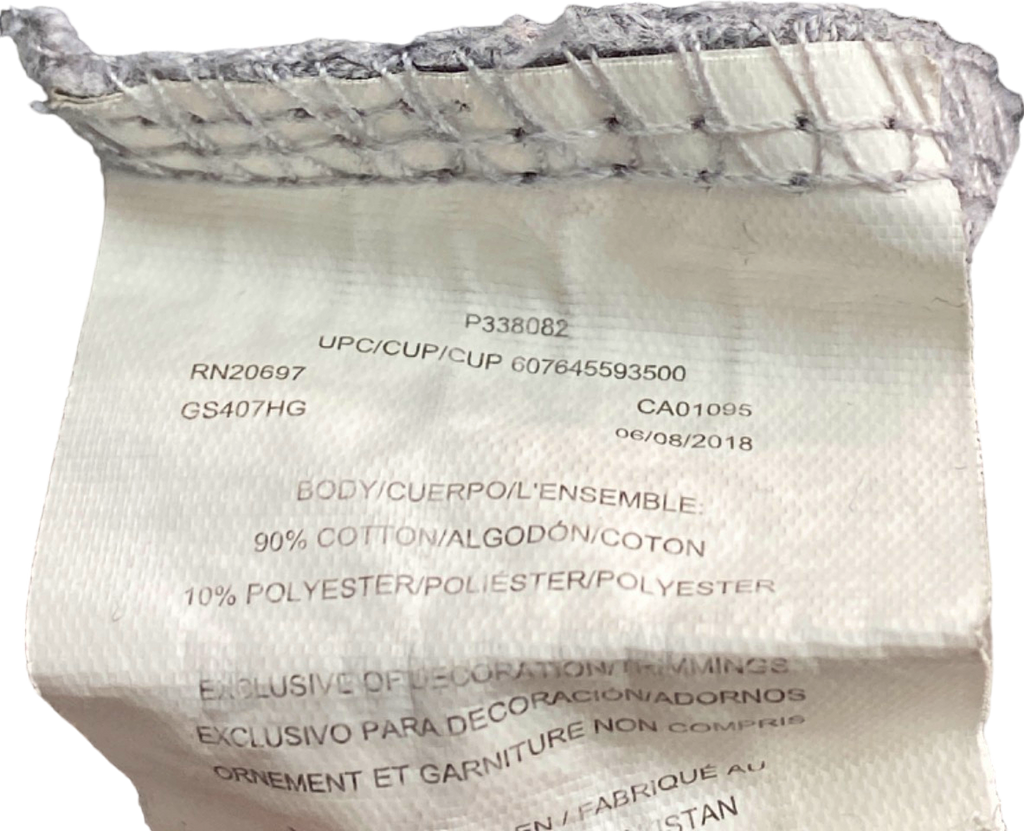 P338082
UPC/CUP/CUP 607645593500
RN20697
GS407HG
CA01095
06/08/2018
BODY/CUERPO/L'ENSEMBLE:
90% COTTON/ALGODÓN/COTON
10% POLYESTER/POLIÉSTER/POLYESTER
EXCLUSIVE OF DECORATION/TRIMMINGS
EXCLUSIVO PARA DECORACIÓN/ADORNOS
ORNEMENT ET GARNITURE NON COMPRIS
EN / FABRIQUÉ AU